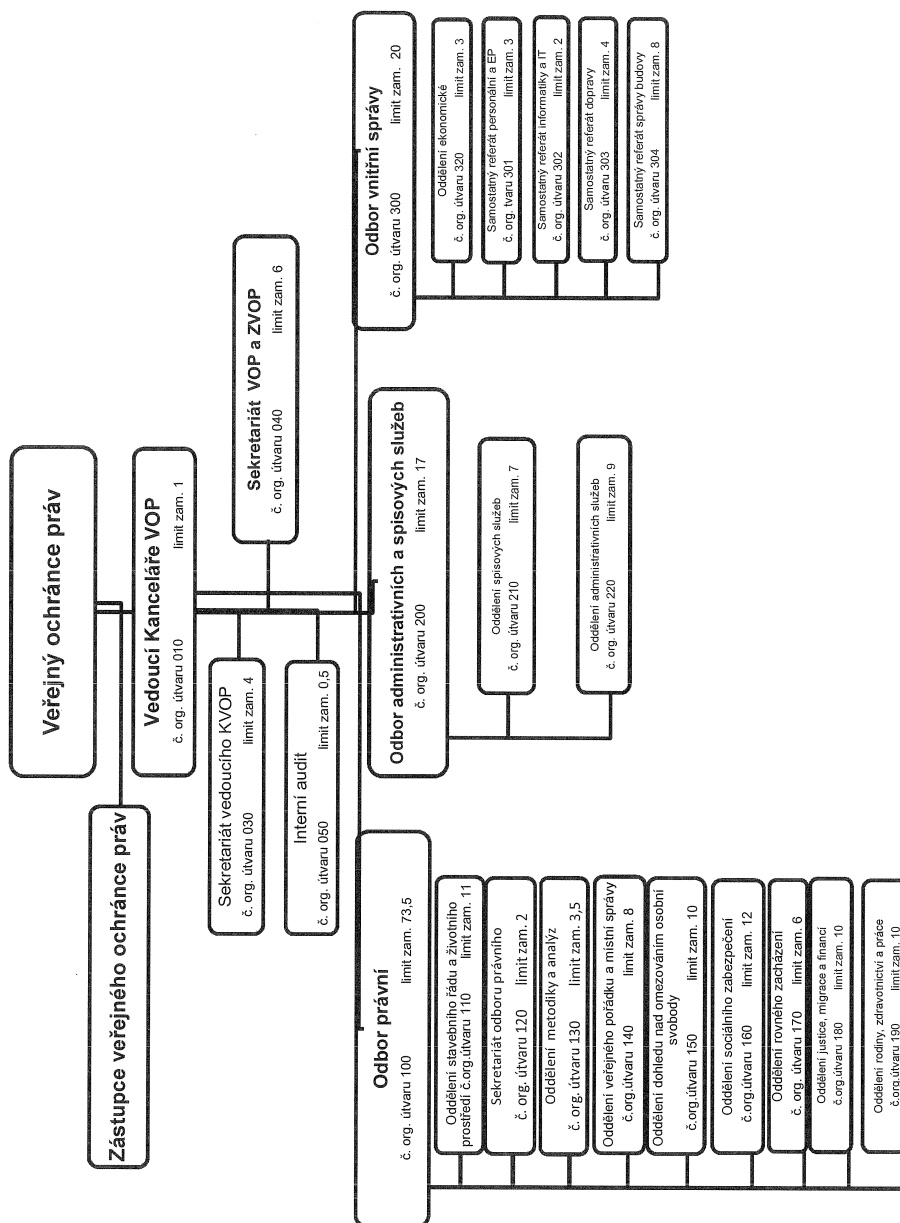 Veřejný ochránce práv
Zástupce veřejného ochránce práv
Vedoucí Kanceláře VOP
č. org. útvaru 010 limit zam. 1
Sekretariát vedoucího KVOP
č. org. útvaru 030 limit zam. 4
Sekretariát VOP a ZVOP
č. org. útvaru 040 limit zam. 6
Interní audit
č. org. útvaru 050 limit zam. 0,5
Odbor právní
č. org. útvaru 100 limit zam. 73,5
Oddělení stavebního řádu a životního
prostředí č.org.útvaru 110 limit zam. 11
Sekretariát odboru právního
č. org. útvaru 120 limit zam. 2
Oddělení metodiky a analýz
č. org. útvaru 130 limit zam. 3,5
Oddělení veřejného pořádku a místní správy
č.org.útvaru 140 limit zam. 8
Oddělení dohledu nad omezováním osobní
svobody
č.org.útvaru 150 limit zam. 10
Oddělení sociálního zabezpečení
č.org.útvaru 160 limit zam. 12
Oddělení rovného zacházení
č. org. útvaru 170 limit zam. 6
Oddělení justice, migrace a financí
č.org.útvaru 180 limit zam. 10
Oddělení rodiny, zdravotnictví a práce
č.org.útvaru 190 limit zam. 10
Odbor administrativních a spisových služeb
č. org. útvaru 200 limit zam. 17
Oddělení spisových služeb
č. org. útvaru 210 limit zam. 7
Oddělení administrativních služeb
č. org. útvaru 220 limit zam. 9
Odbor vnitřní správy
č. org. útvaru 300 limit zam. 20
Oddělení ekonomické
č. org. útvaru 320 limit zam. 3
Samostatný referát personální a EP
č. org. tvaru 301 limit zam. 3
Samostatný referát informatiky a IT
č. org. útvaru 302 limit zam. 2
Samostatný referát dopravy
č. org. útvaru 303 limit zam. 4
Samostatný referát správy budovy
č. org. útvaru 304 limit zam. 8